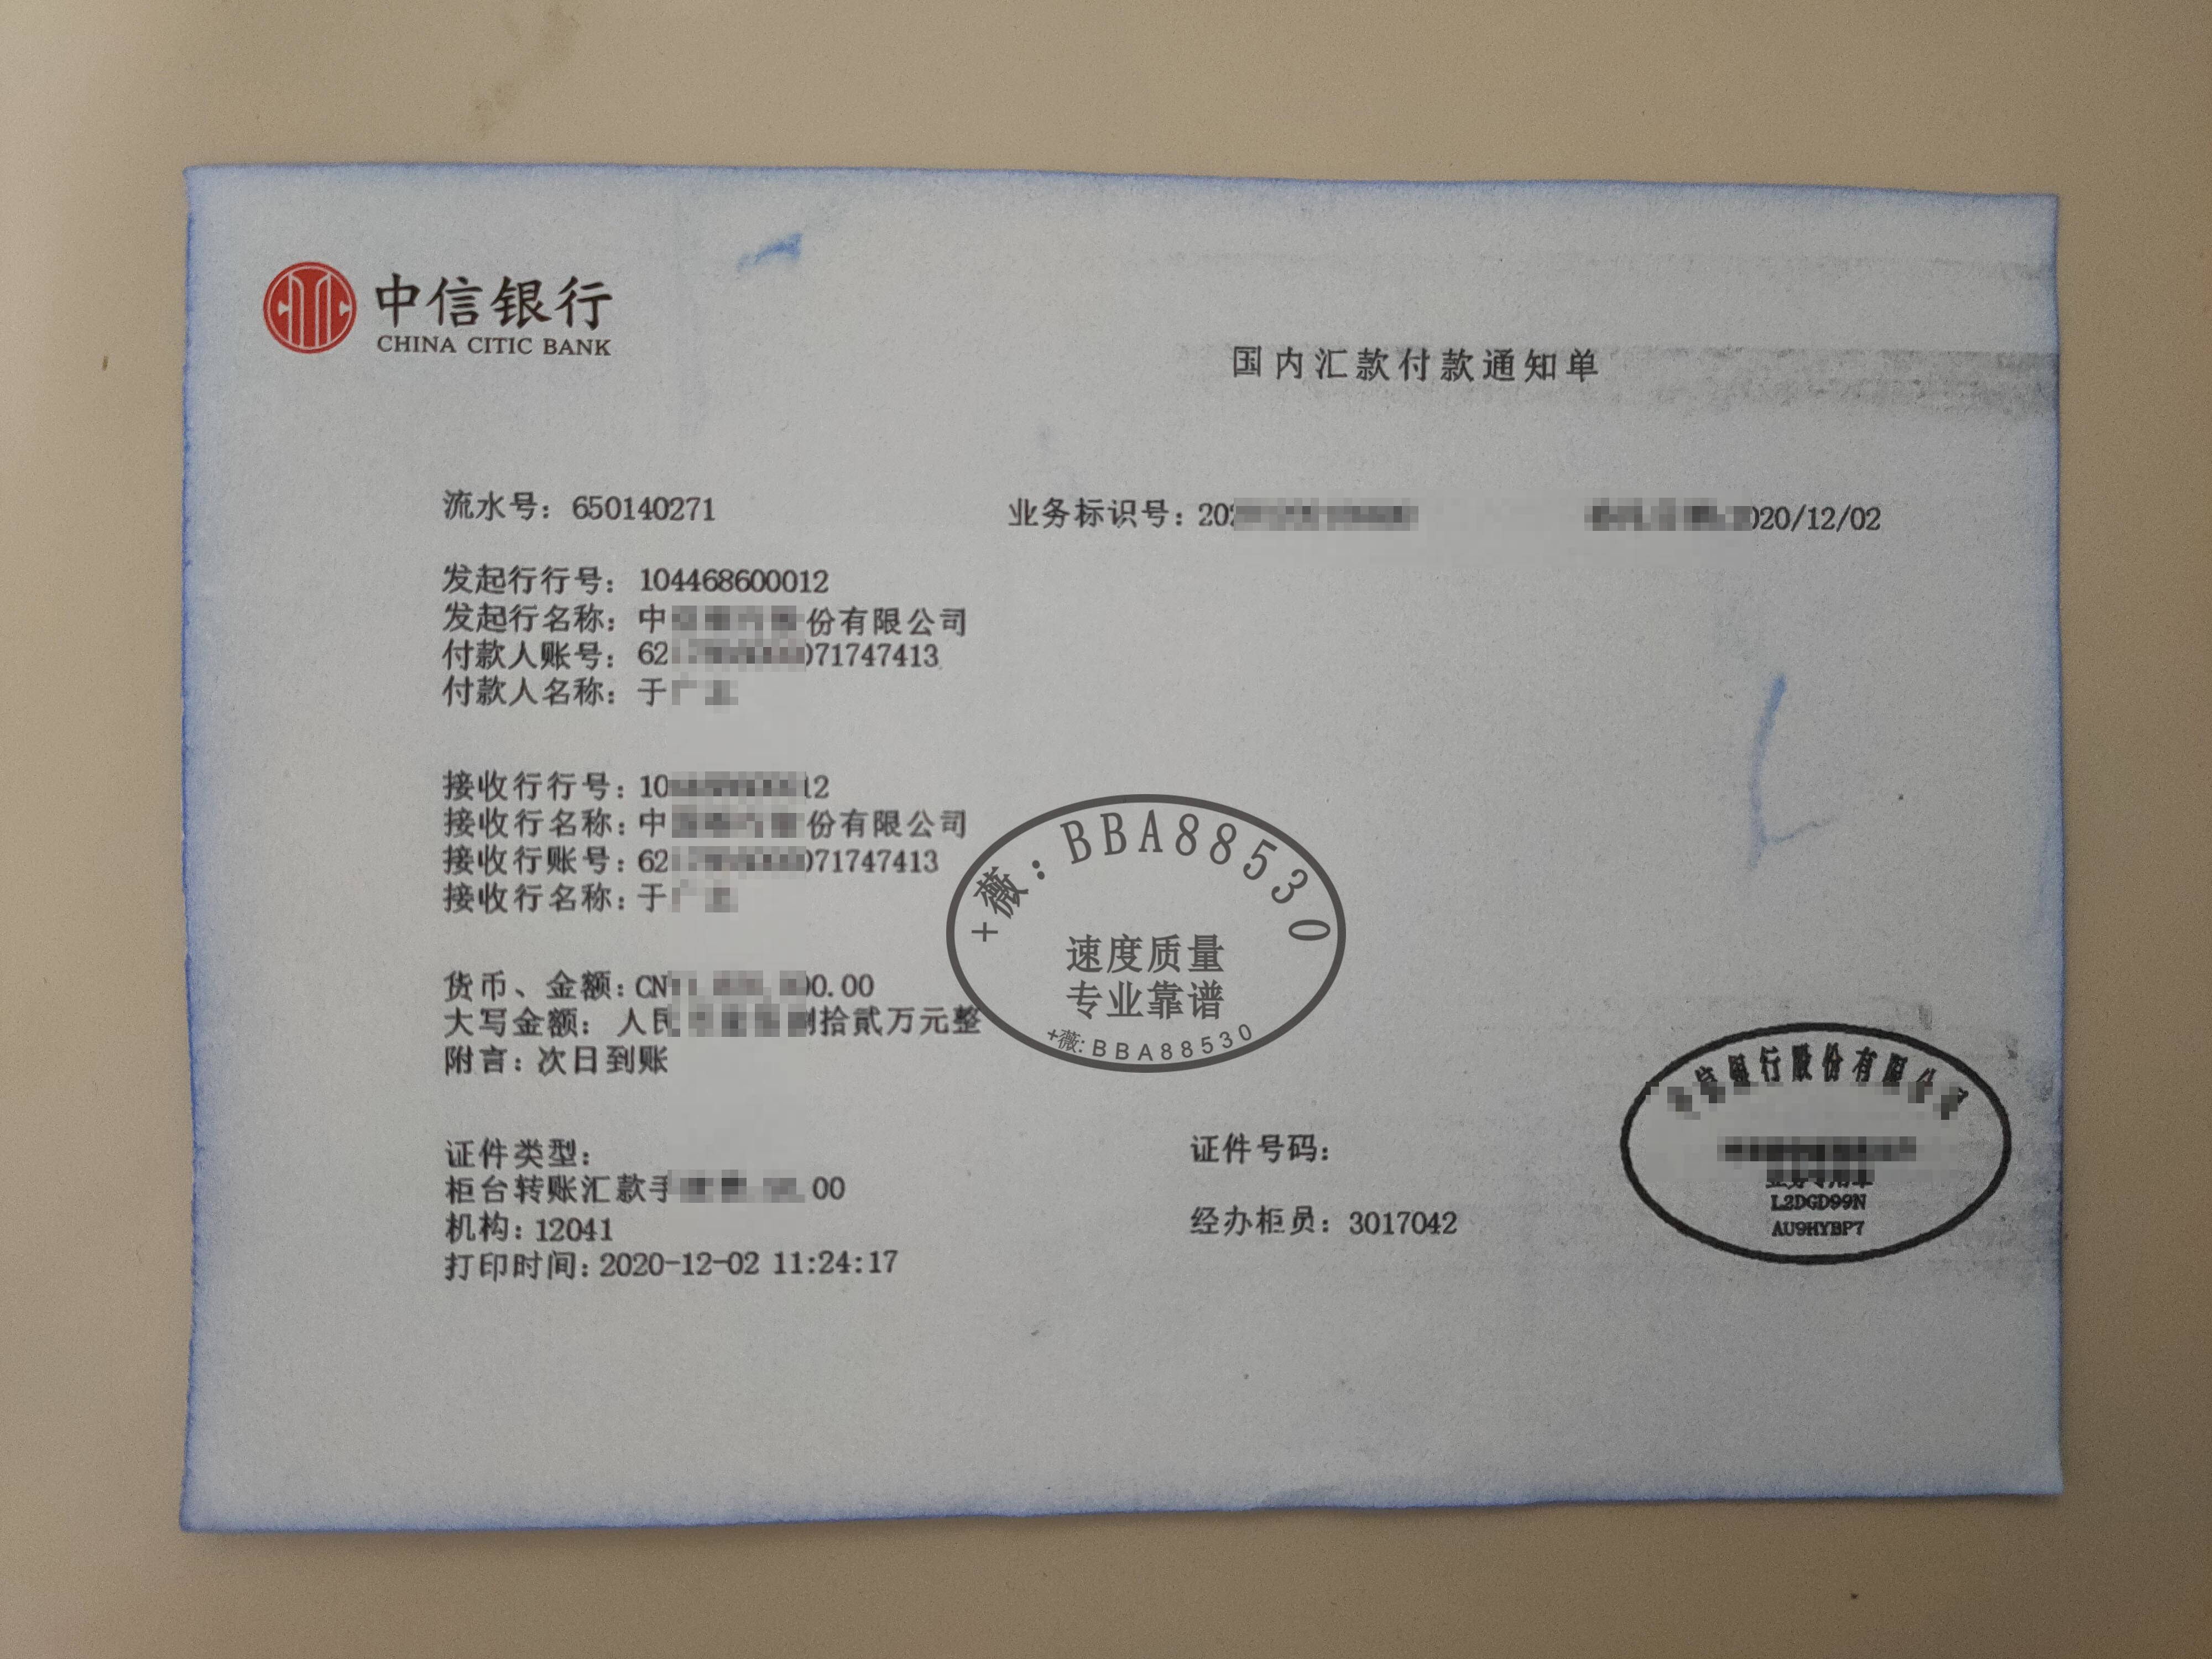 中信银行
CHINA CITIC BANK
国内汇款付款通知单
流水号：650140271
业务标识号：202
020/12/02
发起行行号：104468600012
发起行名称：中 份有限公司
付款人账号：62 071747413
付款人名称：于
接收行行号：10 12
接收行名称：中 份有限公司
接收行账号：62 071747413
接收行名称：于
货币、金额：CN 00.00
大写金额：人民 捌拾貳万元整
附言：次日到账
+薇：BBA88530
速度质量
专业靠谱
+薇:BBA88530
证件类型：
证件号码：
柜台转账汇款手 .00
机构：12041
经办柜员：3017042
打印时间：2020-12-02 11:24:17
银行股份有限
L2DGD99N
AU9HYBP7